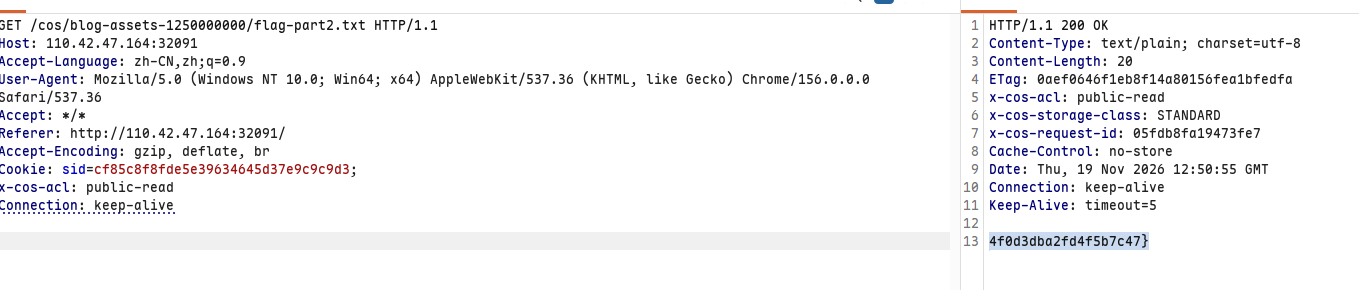 GET /cos/blog-assets-1250000000/flag-part2.txt HTTP/1.1
Host: 110.42.47.164:32091
Accept-Language: zh-CN,zh;q=0.9
User-Agent: Mozilla/5.0 (Windows NT 10.0; Win64; x64) AppleWebKit/537.36 (KHTML, like Gecko) Chrome/156.0.0.0
Safari/537.36
Accept: */*
Referer: http://110.42.47.164:32091/
Accept-Encoding: gzip, deflate, br
Cookie: sid=cf85c8f8fde5e39634645d37e9c9c9d3;
x-cos-acl: public-read
Connection: keep-alive
1 HTTP/1.1 200 OK
2 Content-Type: text/plain; charset=utf-8
3 Content-Length: 20
4 ETag: 0aef0646f1eb8f14a80156fea1bfedfa
5 x-cos-acl: public-read
6 x-cos-storage-class: STANDARD
7 x-cos-request-id: 05fdb8fa19473fe7
8 Cache-Control: no-store
9 Date: Thu, 19 Nov 2026 12:50:55 GMT
10 Connection: keep-alive
11 Keep-Alive: timeout=5
12
13 4f0d3dba2fd4f5b7c47}